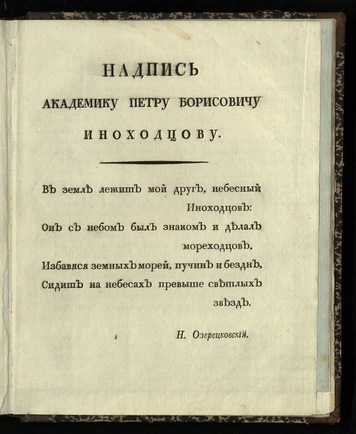 НАДПИСЬ
АКАДЕМИКУ ПЕТРУ БОРИСОВИЧУ
ИНОХОДЦОВУ.
Въ землѣ лежитъ мой другъ, небесный
Иноходцовъ:
Онъ съ небомъ былъ знакомъ и дѣлалъ
мореходцовъ.
Избавяся земныхъ морей, пучинъ и безднъ,
Сидитъ на небесахъ превыше свѣтлыхъ
звѣздъ.
Н. Озерецковскій.